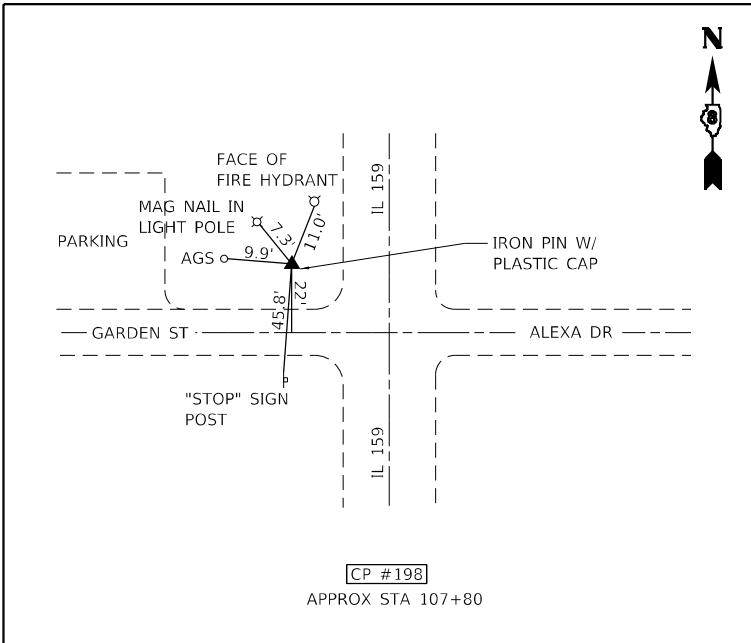 N
8
FACE OF
FIRE HYDRANT
MAG NAIL IN
LIGHT POLE
PARKING
AGS
7.3'
11.0'
9.9'
IL 159
IRON PIN W/
PLASTIC CAP
45.8'
22'
GARDEN ST
ALEXA DR
"STOP" SIGN
POST
IL 159
CP #198
APPROX STA 107+80